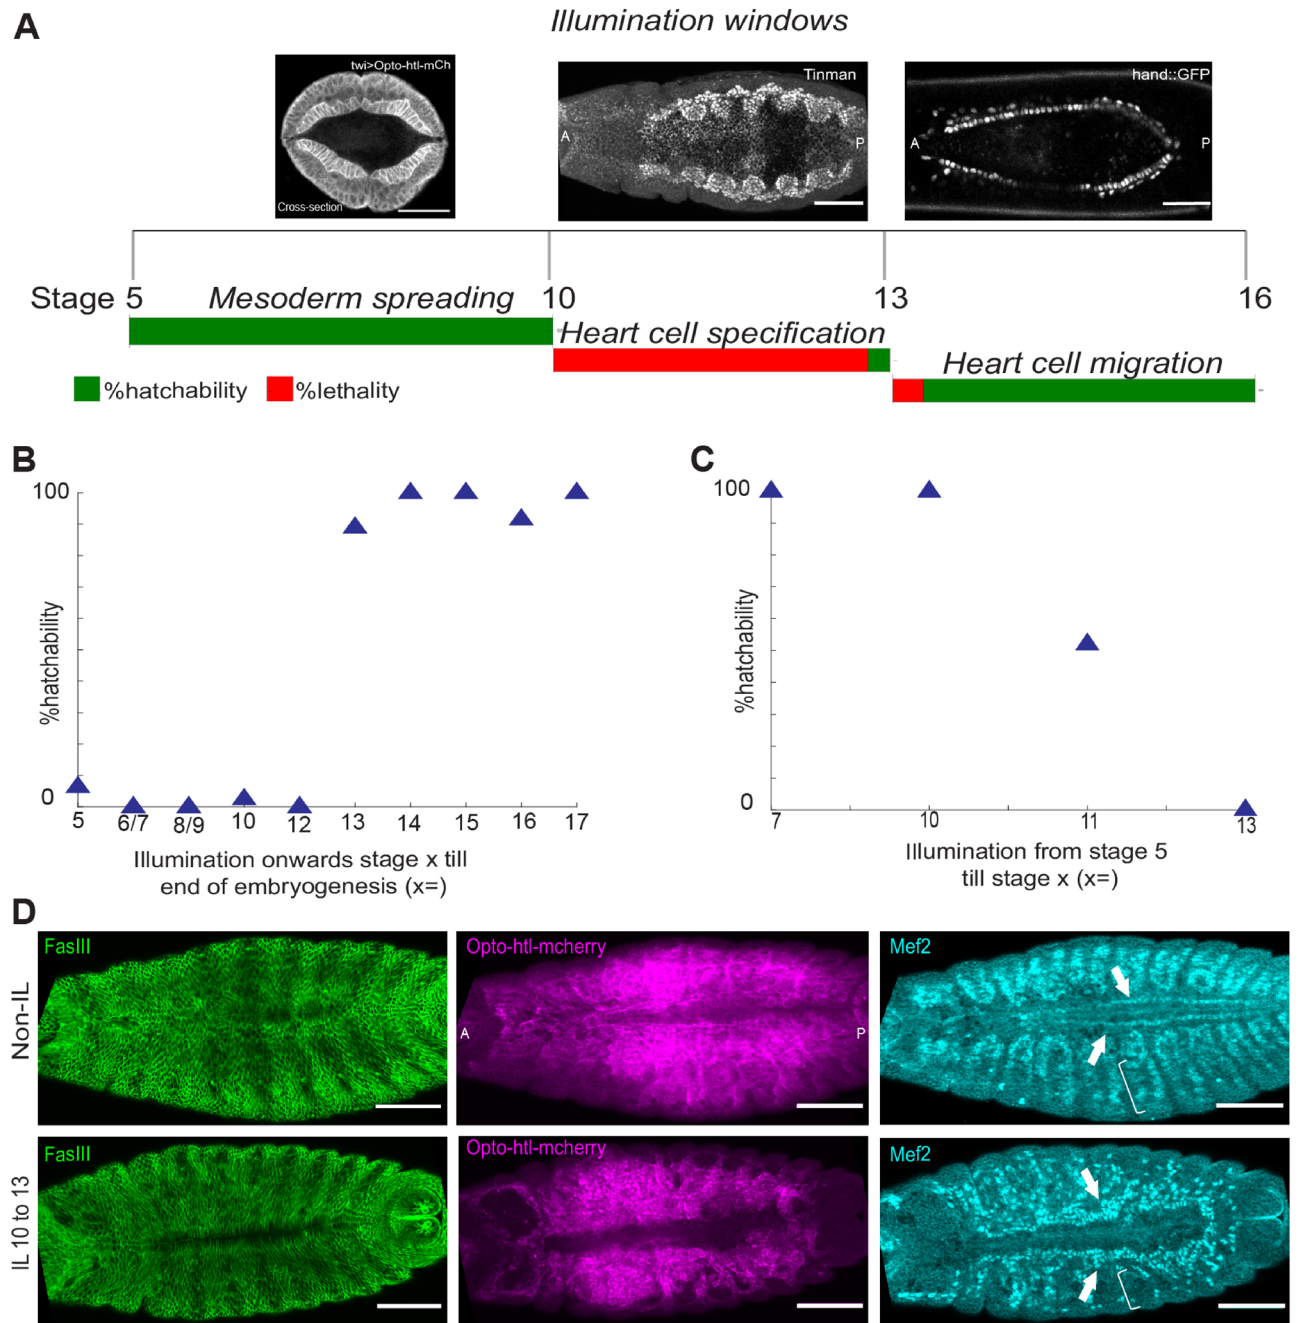 A
Illumination windows
twi>Opto-htl-mCh
Cross-section
Tinman
A
P
hand::GFP
A
P
Stage 5
Mesoderm spreading
10
13
16
Heart cell specification
Heart cell migration
%hatchability
%lethality
B
100
0
%hatchability
5
6/7
8/9
10
12
13
14
15
16
17
Illumination onwards stage x till
end of embryogenesis (x=)
C
100
0
%hatchability
7
10
11
13
Illumination from stage 5
till stage x (x=)
D
Non-IL
FasIII
Opto-htl-mcherry
A
P
Mef2
IL 10 to 13
FasIII
Opto-htl-mcherry
Mef2